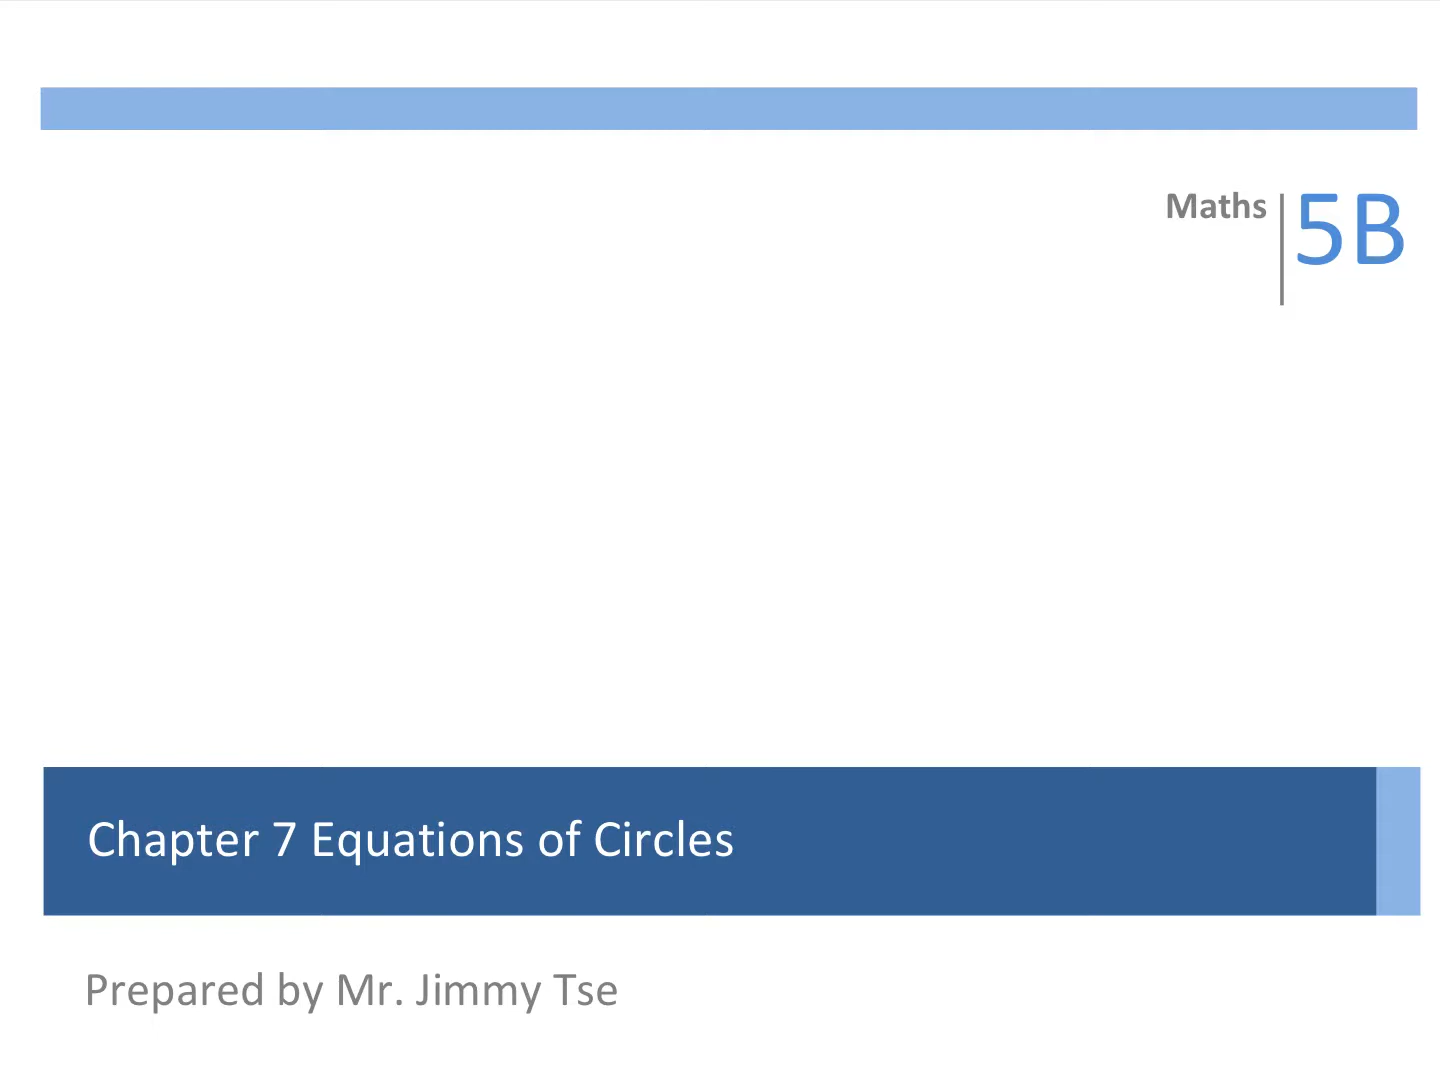 Maths
5B
Chapter 7 Equations of Circles
Prepared by Mr. Jimmy Tse